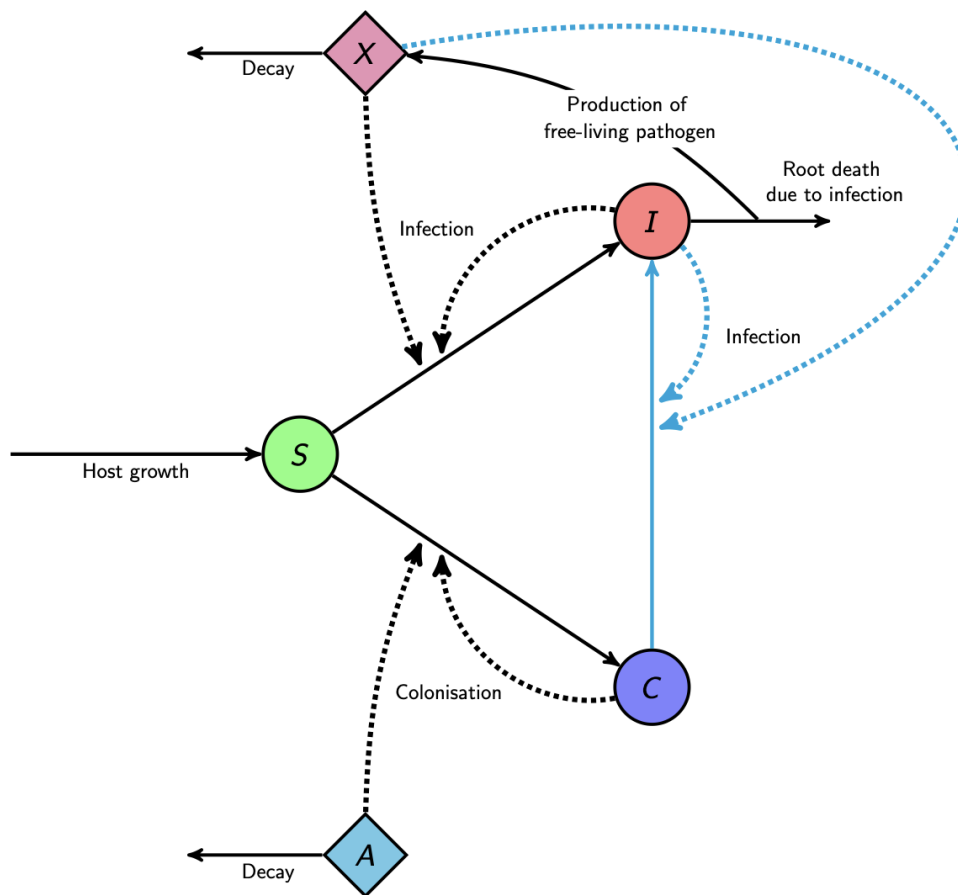 X
Decay
Production of
free-living pathogen
Root death
due to infection
I
Infection
Infection
S
Host growth
C
Colonisation
A
Decay